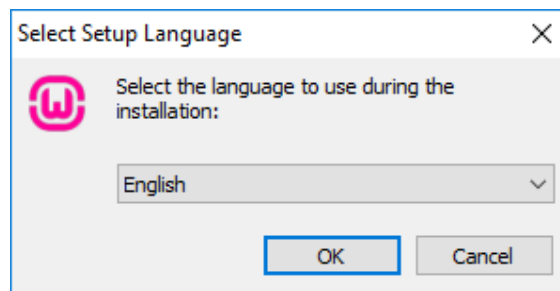 Select Setup Language
Select the language to use during the
installation:
English
OK
Cancel